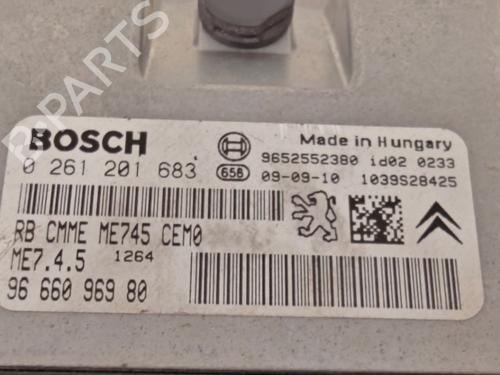 BOSCH
Made in Hungary
0 261 201 683
9652552380 id02 0233
656
09-09-10 1039S28425
RB CMME ME745 CEM0
ME7.4.5 1264
96 660 969 80
B-PARTS